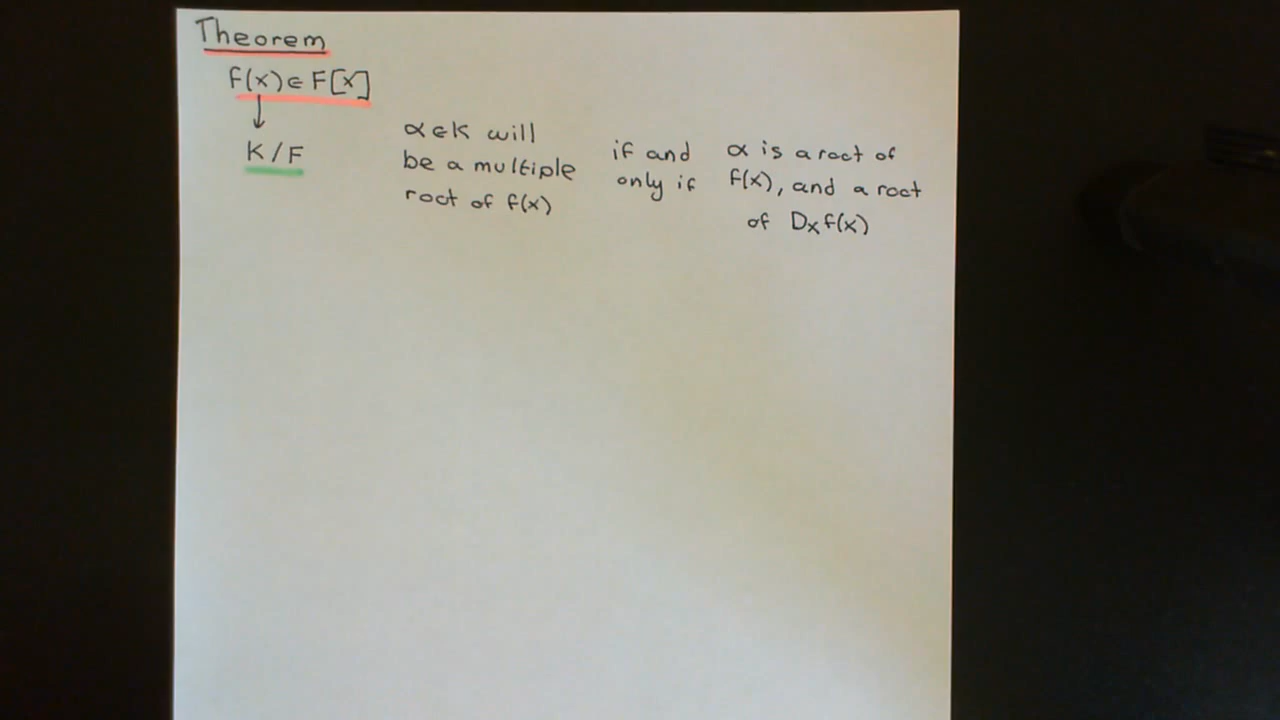 Theorem
f(x) ∈ F[x]
↓
K/F
α ∈ K will
be a multiple
root of f(x)
if and
only if
α is a root of
f(x), and a root
of Dxf(x)